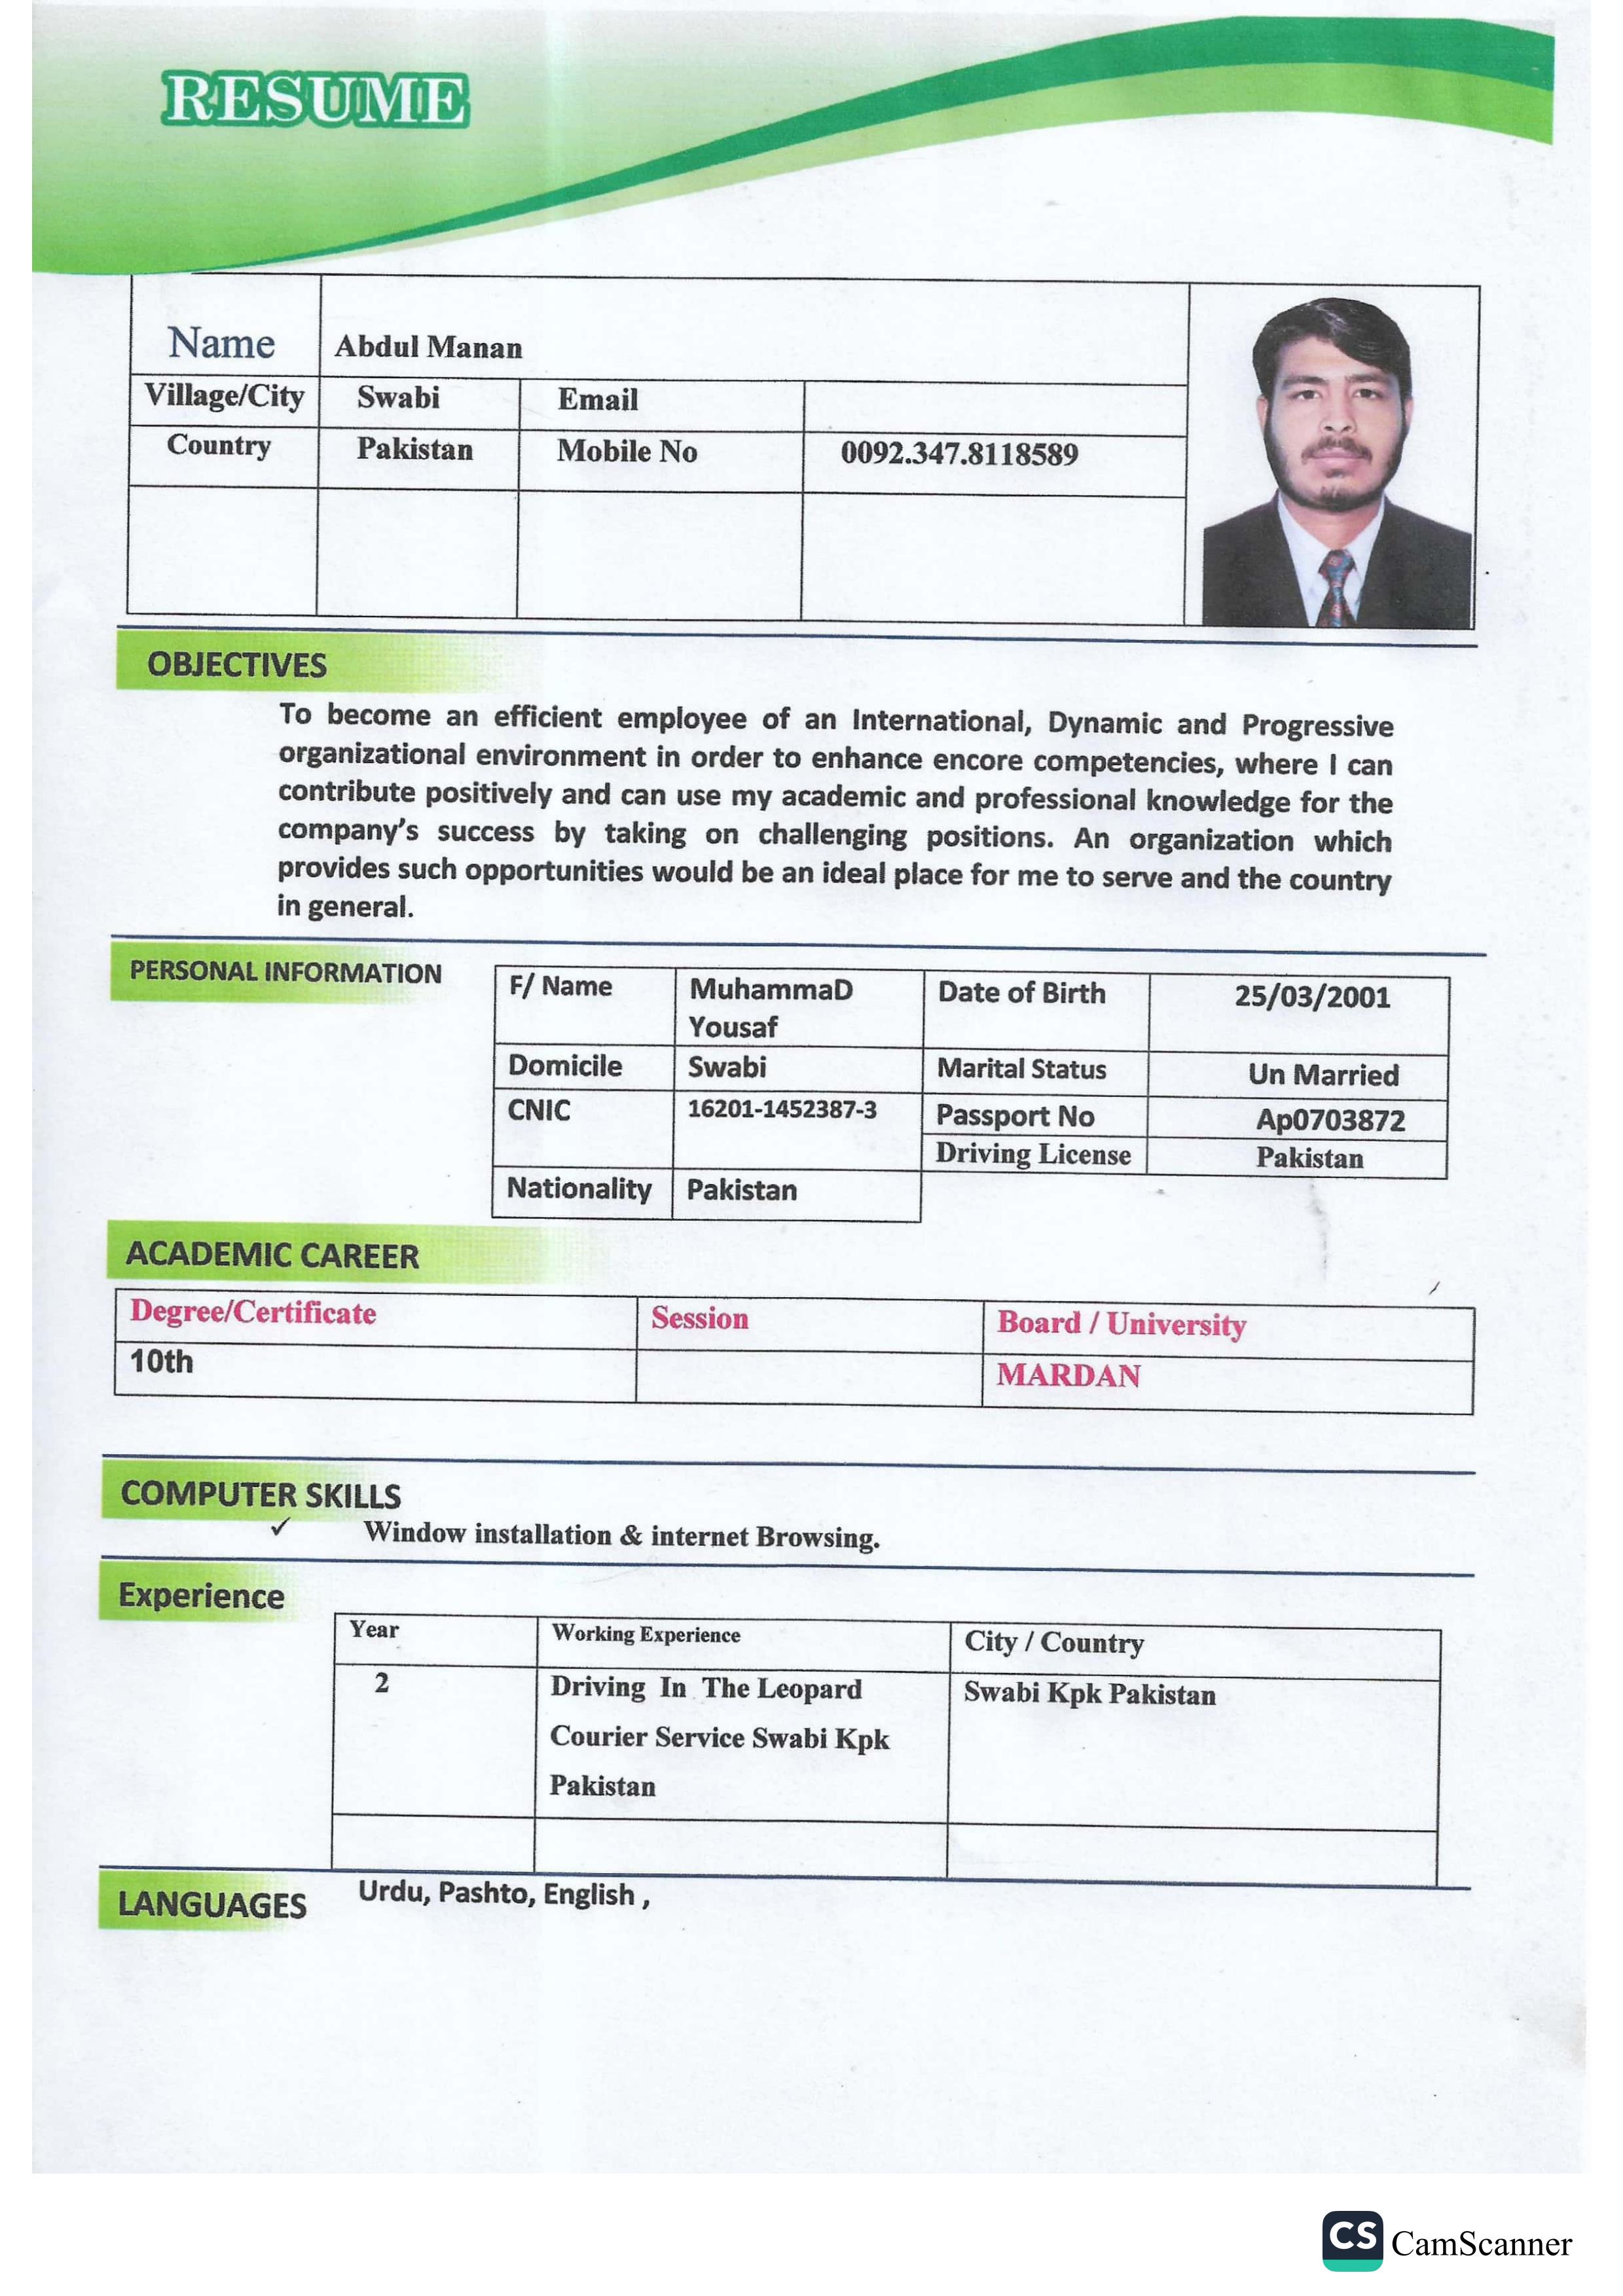 RESUME
Name Abdul Manan
Village/City Swabi Email
Country Pakistan Mobile No 0092.347.8118589
OBJECTIVES
To become an efficient employee of an International, Dynamic and Progressive
organizational environment in order to enhance encore competencies, where I can
contribute positively and can use my academic and professional knowledge for the
company's success by taking on challenging positions. An organization which
provides such opportunities would be an ideal place for me to serve and the country
in general.
PERSONAL INFORMATION
F/ Name MuhammaD Date of Birth 25/03/2001
Yousaf
Domicile Swabi Marital Status Un Married
CNIC 16201-1452387-3 Passport No Ap0703872
Driving License Pakistan
Nationality Pakistan
ACADEMIC CAREER
Degree/Certificate Session Board / University
10th MARDAN
COMPUTER SKILLS
✓ Window installation & internet Browsing.
Experience
Year Working Experience City / Country
2 Driving In The Leopard Swabi Kpk Pakistan
Courier Service Swabi Kpk
Pakistan
LANGUAGES Urdu, Pashto, English ,
CS CamScanner